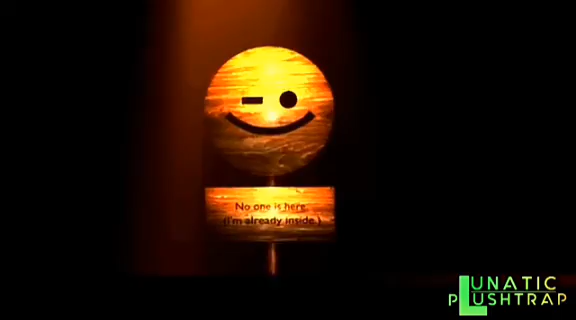 No one is here.
(I'm already inside.)
LUNATIC
PLUSHTRAP